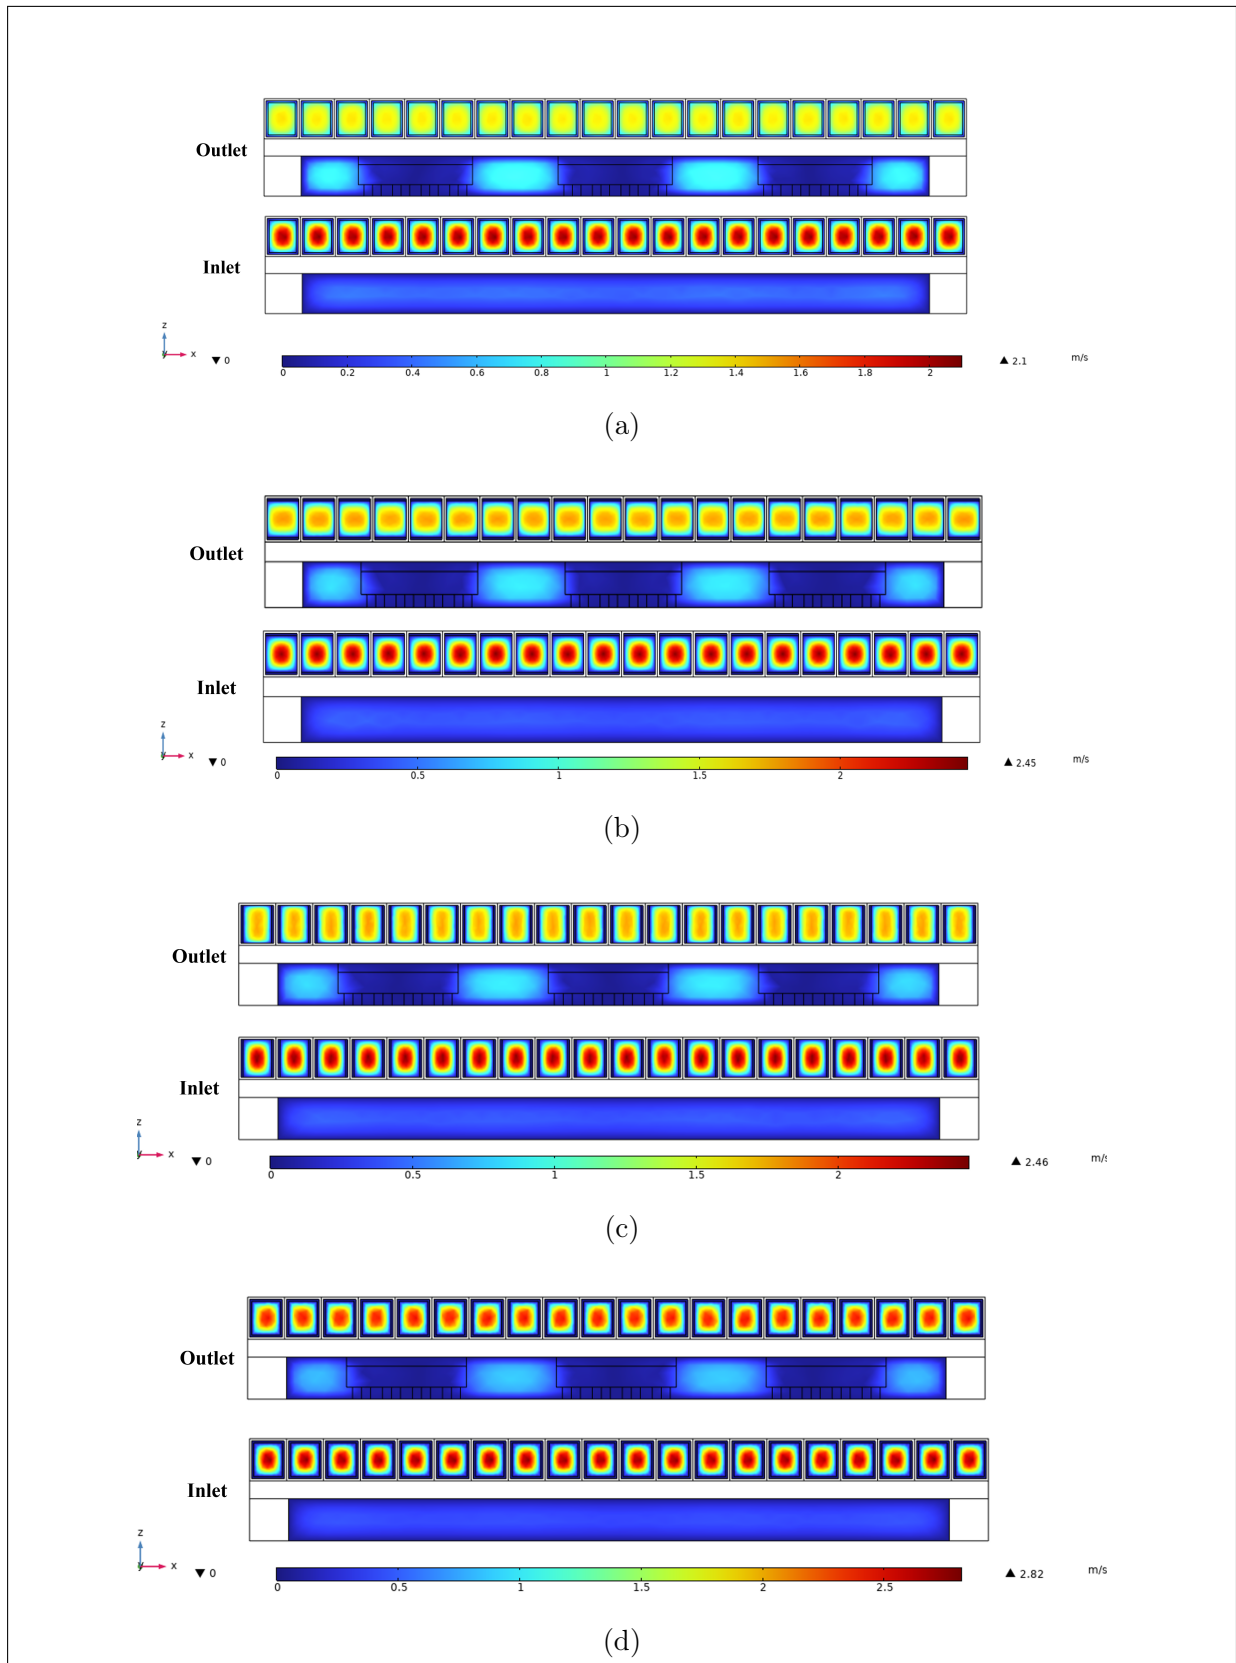 Outlet
Inlet
z
y x
▼ 0
0 0.2 0.4 0.6 0.8 1 1.2 1.4 1.6 1.8 2
▲ 2.1
m/s
(a)
Outlet
Inlet
z
y x
▼ 0
0 0.5 1 1.5 2
▲ 2.45
m/s
(b)
Outlet
Inlet
z
y x
▼ 0
0 0.5 1 1.5 2
▲ 2.46
m/s
(c)
Outlet
Inlet
z
y x
▼ 0
0 0.5 1 1.5 2 2.5
▲ 2.82
m/s
(d)